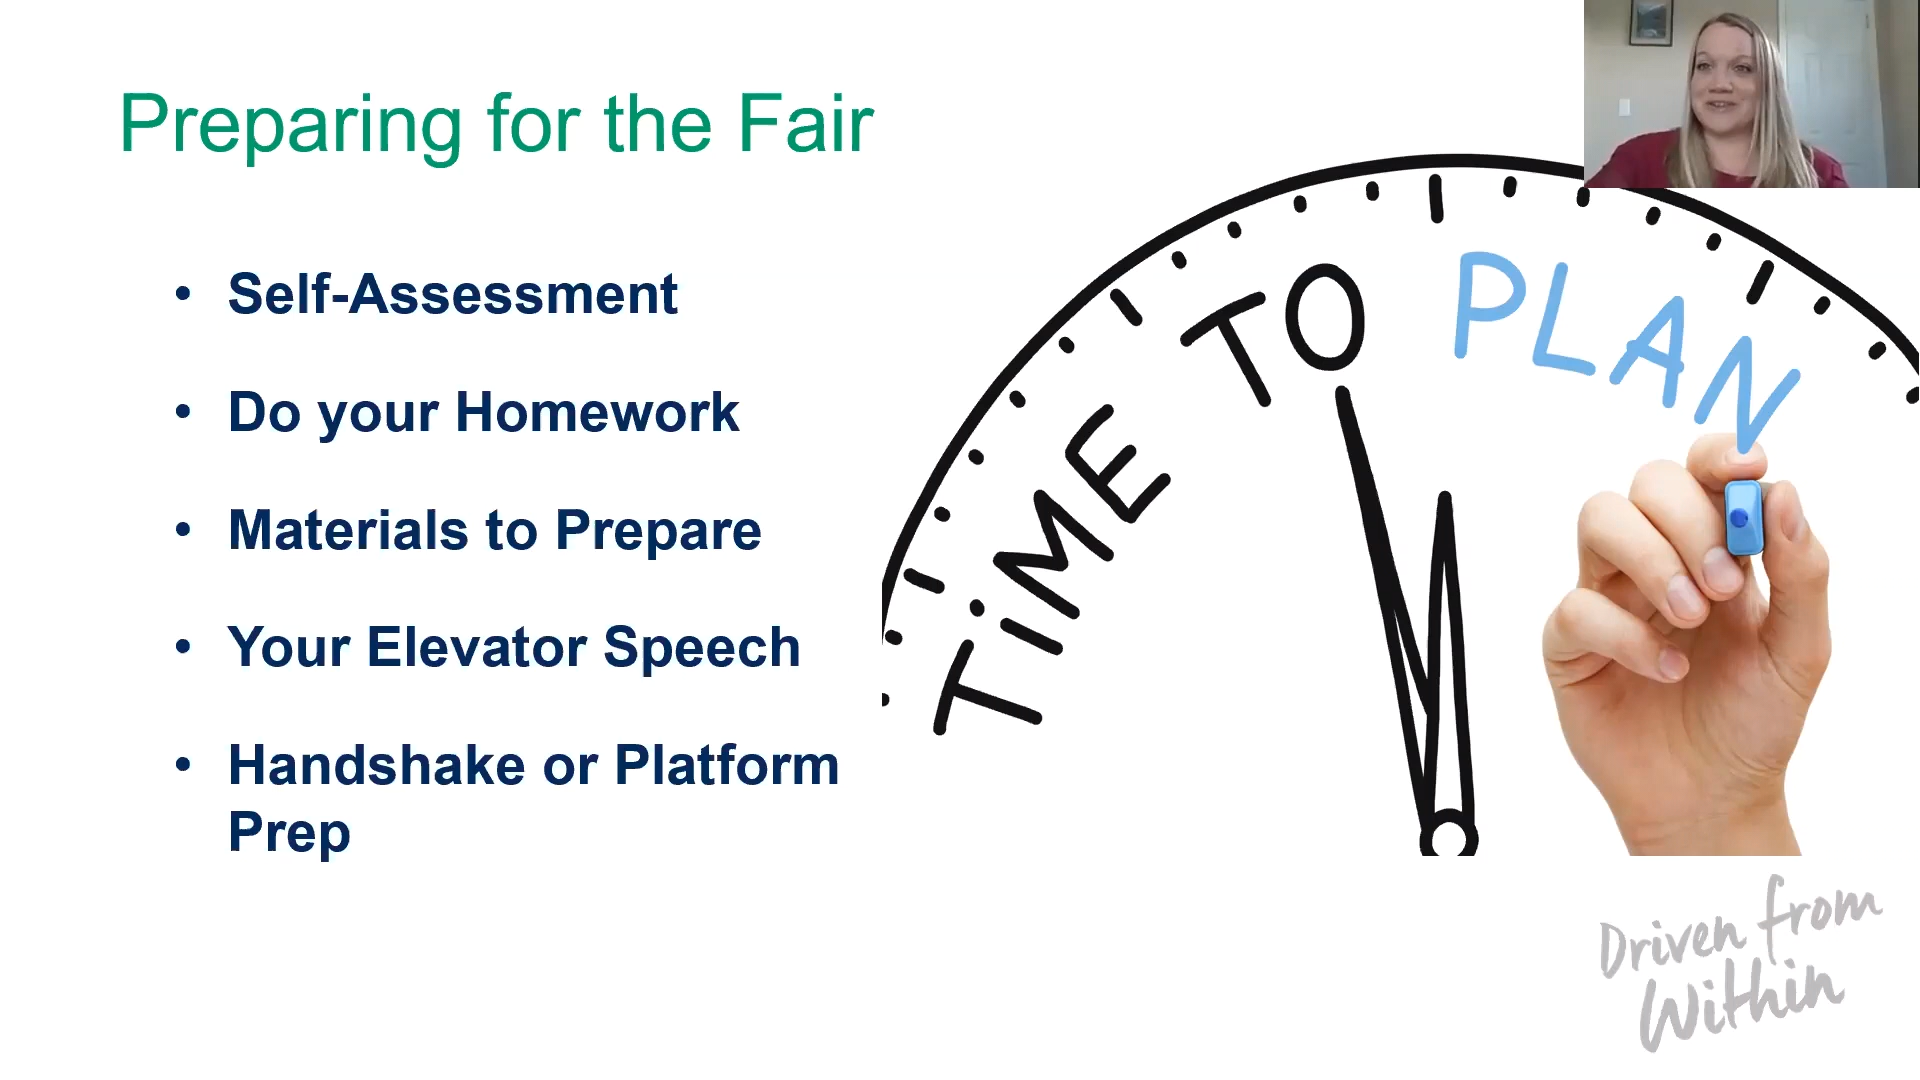 Preparing for the Fair
• Self-Assessment
• Do your Homework
• Materials to Prepare
• Your Elevator Speech
• Handshake or Platform
Prep
TiME TO PLAN
Driven from
Within